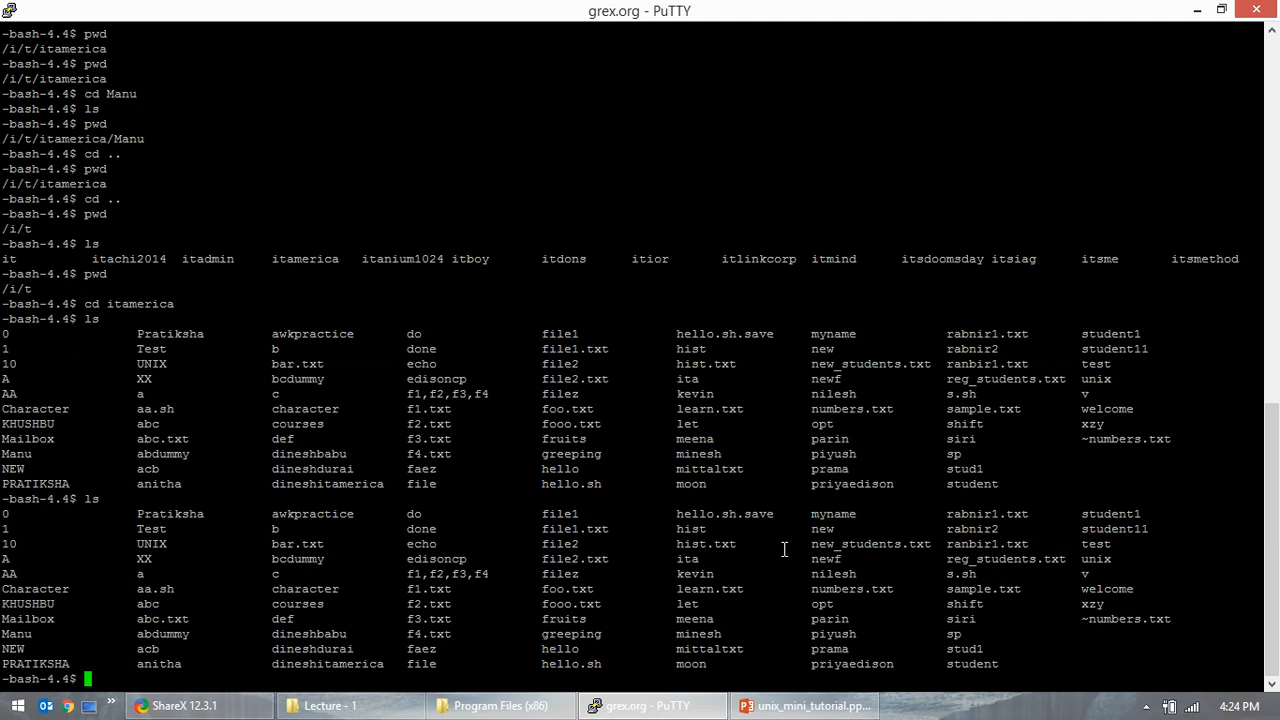 grex.org - PuTTY
-bash-4.4$ pwd
/i/t/itamerica
-bash-4.4$ pwd
/i/t/itamerica
-bash-4.4$ cd Manu
-bash-4.4$ ls
-bash-4.4$ pwd
/i/t/itamerica/Manu
-bash-4.4$ cd ..
-bash-4.4$ pwd
/i/t/itamerica
-bash-4.4$ cd ..
-bash-4.4$ pwd
/i/t
-bash-4.4$ ls
it itachi2014 itadmin itamerica itanium1024 itboy itdons itior itlinkcorp itmind itsdoomsday itsiag itsme itsmethod
-bash-4.4$ pwd
/i/t
-bash-4.4$ cd itamerica
-bash-4.4$ ls
0 Pratiksha awkpractice do file1 hello.sh.save myname rabnir1.txt student1
1 Test b done file1.txt hist new rabnir2 student11
10 UNIX bar.txt echo file2 hist.txt new_students.txt ranbir1.txt test
A XX bcdummy edisoncp file2.txt ita newf reg_students.txt unix
AA a c f1,f2,f3,f4 filez kevin nilesh s.sh v
Character aa.sh character f1.txt foo.txt learn.txt numbers.txt sample.txt welcome
KHUSHBU abc courses f2.txt fooo.txt let opt shift xzy
Mailbox abc.txt def f3.txt fruits meena parin siri ~numbers.txt
Manu abdummy dineshbabu f4.txt greeping minesh piyush sp
NEW acb dineshdurai faez hello mittaltxt prama stud1
PRATIKSHA anitha dineshitamerica file hello.sh moon priyaedison student
-bash-4.4$ ls
0 Pratiksha awkpractice do file1 hello.sh.save myname rabnir1.txt student1
1 Test b done file1.txt hist new rabnir2 student11
10 UNIX bar.txt echo file2 hist.txt new_students.txt ranbir1.txt test
A XX bcdummy edisoncp file2.txt ita newf reg_students.txt unix
AA a c f1,f2,f3,f4 filez kevin nilesh s.sh v
Character aa.sh character f1.txt foo.txt learn.txt numbers.txt sample.txt welcome
KHUSHBU abc courses f2.txt fooo.txt let opt shift xzy
Mailbox abc.txt def f3.txt fruits meena parin siri ~numbers.txt
Manu abdummy dineshbabu f4.txt greeping minesh piyush sp
NEW acb dineshdurai faez hello mittaltxt prama stud1
PRATIKSHA anitha dineshitamerica file hello.sh moon priyaedison student
-bash-4.4$
ShareX 12.3.1 Lecture - 1 Program Files (x86) grex.org - PuTTY unix_mini_tutorial.pp... 4:24 PM